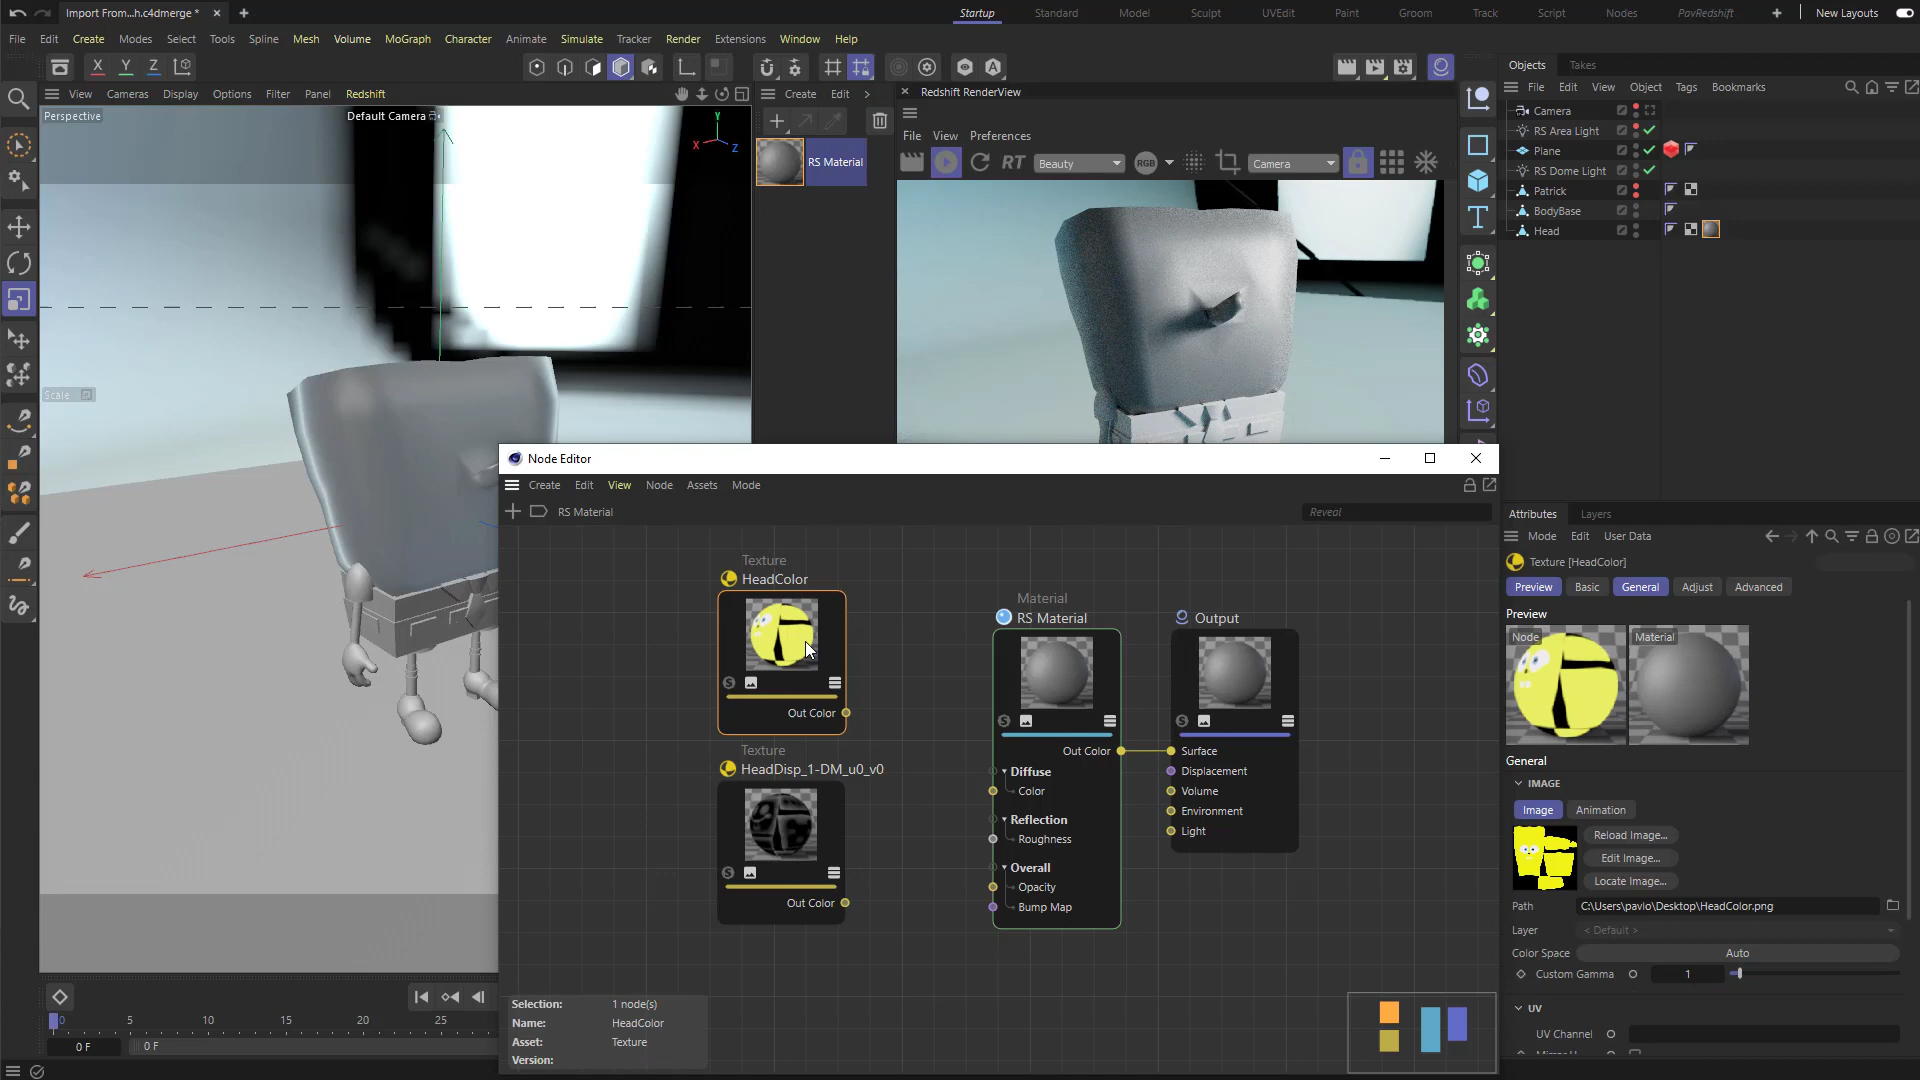 Import From...h.c4dmerge *
Startup
Standard
Model
Sculpt
UVEdit
Paint
Groom
Track
Script
Nodes
PavRedshift
New Layouts
File Edit Create Modes Select Tools Spline Mesh Volume MoGraph Character Animate Simulate Tracker Render Extensions Window Help
X Y Z
View Cameras Display Options Filter Panel Redshift
Perspective
Default Camera
Y
X
Z
Scale
Create Edit
RS Material
Redshift RenderView
File View Preferences
RT
Beauty
RGB
Camera
Objects Takes
File Edit View Object Tags Bookmarks
Camera
RS Area Light
Plane
RS Dome Light
Patrick
BodyBase
Head
Node Editor
Create Edit View Node Assets Mode
RS Material
Reveal
Texture
HeadColor
S
Out Color
Texture
HeadDisp_1-DM_u0_v0
S
Out Color
Material
RS Material
S
Out Color
Diffuse
Color
Reflection
Roughness
Overall
Opacity
Bump Map
Output
S
Surface
Displacement
Volume
Environment
Light
Selection: 1 node(s)
Name: HeadColor
Asset: Texture
Version:
Attributes Layers
Mode Edit User Data
Texture [HeadColor]
Preview Basic General Adjust Advanced
Preview
Node
Material
General
IMAGE
Image Animation
Reload Image...
Edit Image...
Locate Image...
Path C:\Users\pavlo\Desktop\HeadColor.png
Layer < Default >
Color Space Auto
Custom Gamma 1
UV
UV Channel
0 5 10 15 20 25
0 F 0 F